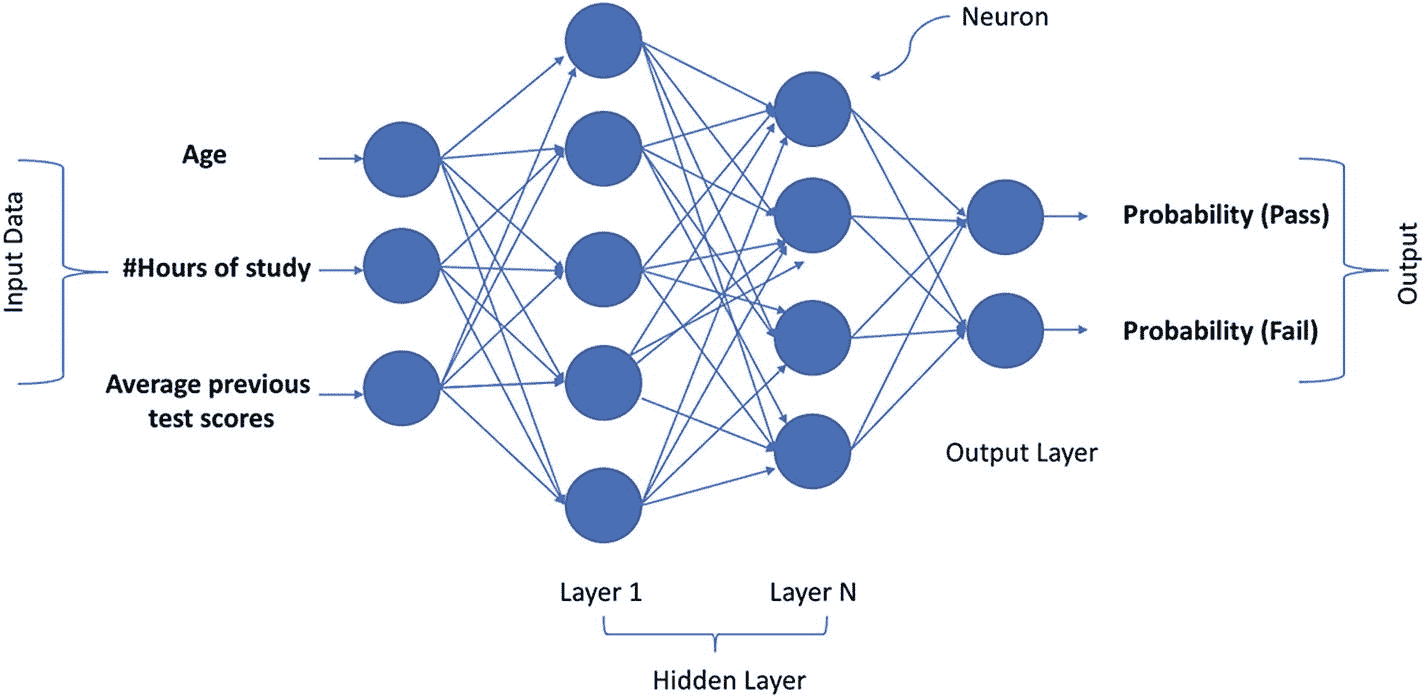 Neuron
Input Data
Age
#Hours of study
Average previous
test scores
Probability (Pass)
Probability (Fail)
Output
Output Layer
Layer 1
Layer N
Hidden Layer